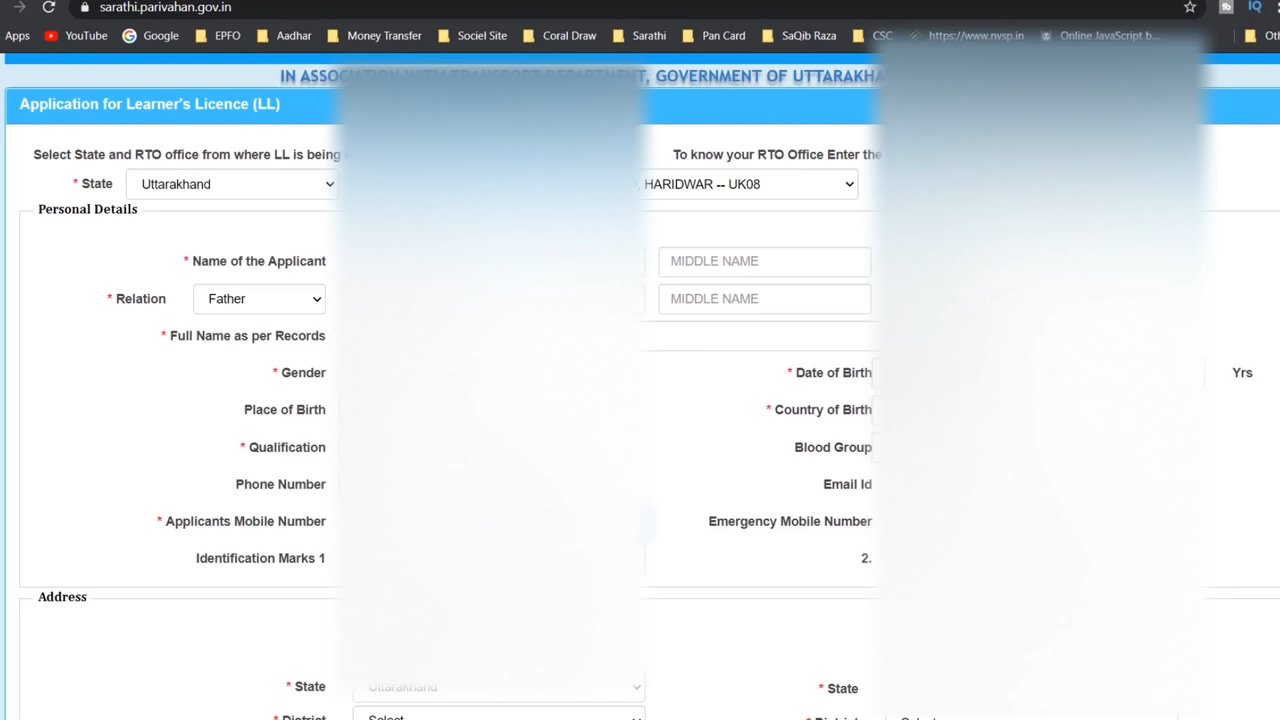 sarathi.parivahan.gov.in
Apps YouTube Google EPFO Aadhar Money Transfer Sociel Site Coral Draw Sarathi Pan Card SaQib Raza CSC https://www.nvsp.in Online JavaScript b... Ot
IN ASSOCIATION WITH TRANSPORT DEPARTMENT, GOVERNMENT OF UTTARAKHA
Application for Learner's Licence (LL)
Select State and RTO office from where LL is being To know your RTO Office Enter the
* State Uttarakhand , HARIDWAR -- UK08
Personal Details
* Name of the Applicant MIDDLE NAME
* Relation Father MIDDLE NAME
* Full Name as per Records
* Gender * Date of Birth Yrs
Place of Birth * Country of Birth
* Qualification Blood Group
Phone Number Email Id
* Applicants Mobile Number Emergency Mobile Number
Identification Marks 1 2.
Address
* State Uttarakhand * State
* District Select